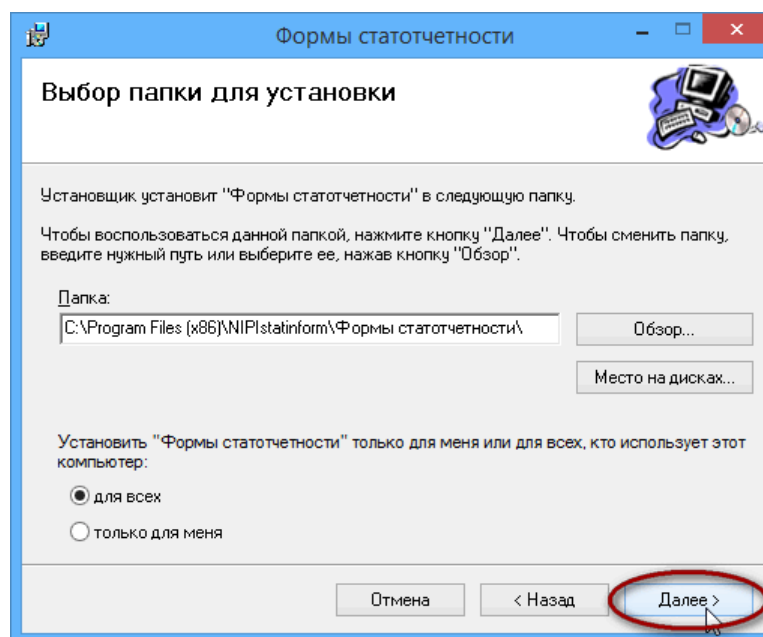 Формы статотчетности
Выбор папки для установки
Установщик установит "Формы статотчетности" в следующую папку.
Чтобы воспользоваться данной папкой, нажмите кнопку "Далее". Чтобы сменить папку,
введите нужный путь или выберите ее, нажав кнопку "Обзор".
Папка:
C:\Program Files (x86)\NIPIstatinform\Формы статотчетности\
Обзор...
Место на дисках...
Установить "Формы статотчетности" только для меня или для всех, кто использует этот
компьютер:
для всех
только для меня
Отмена
< Назад
Далее >